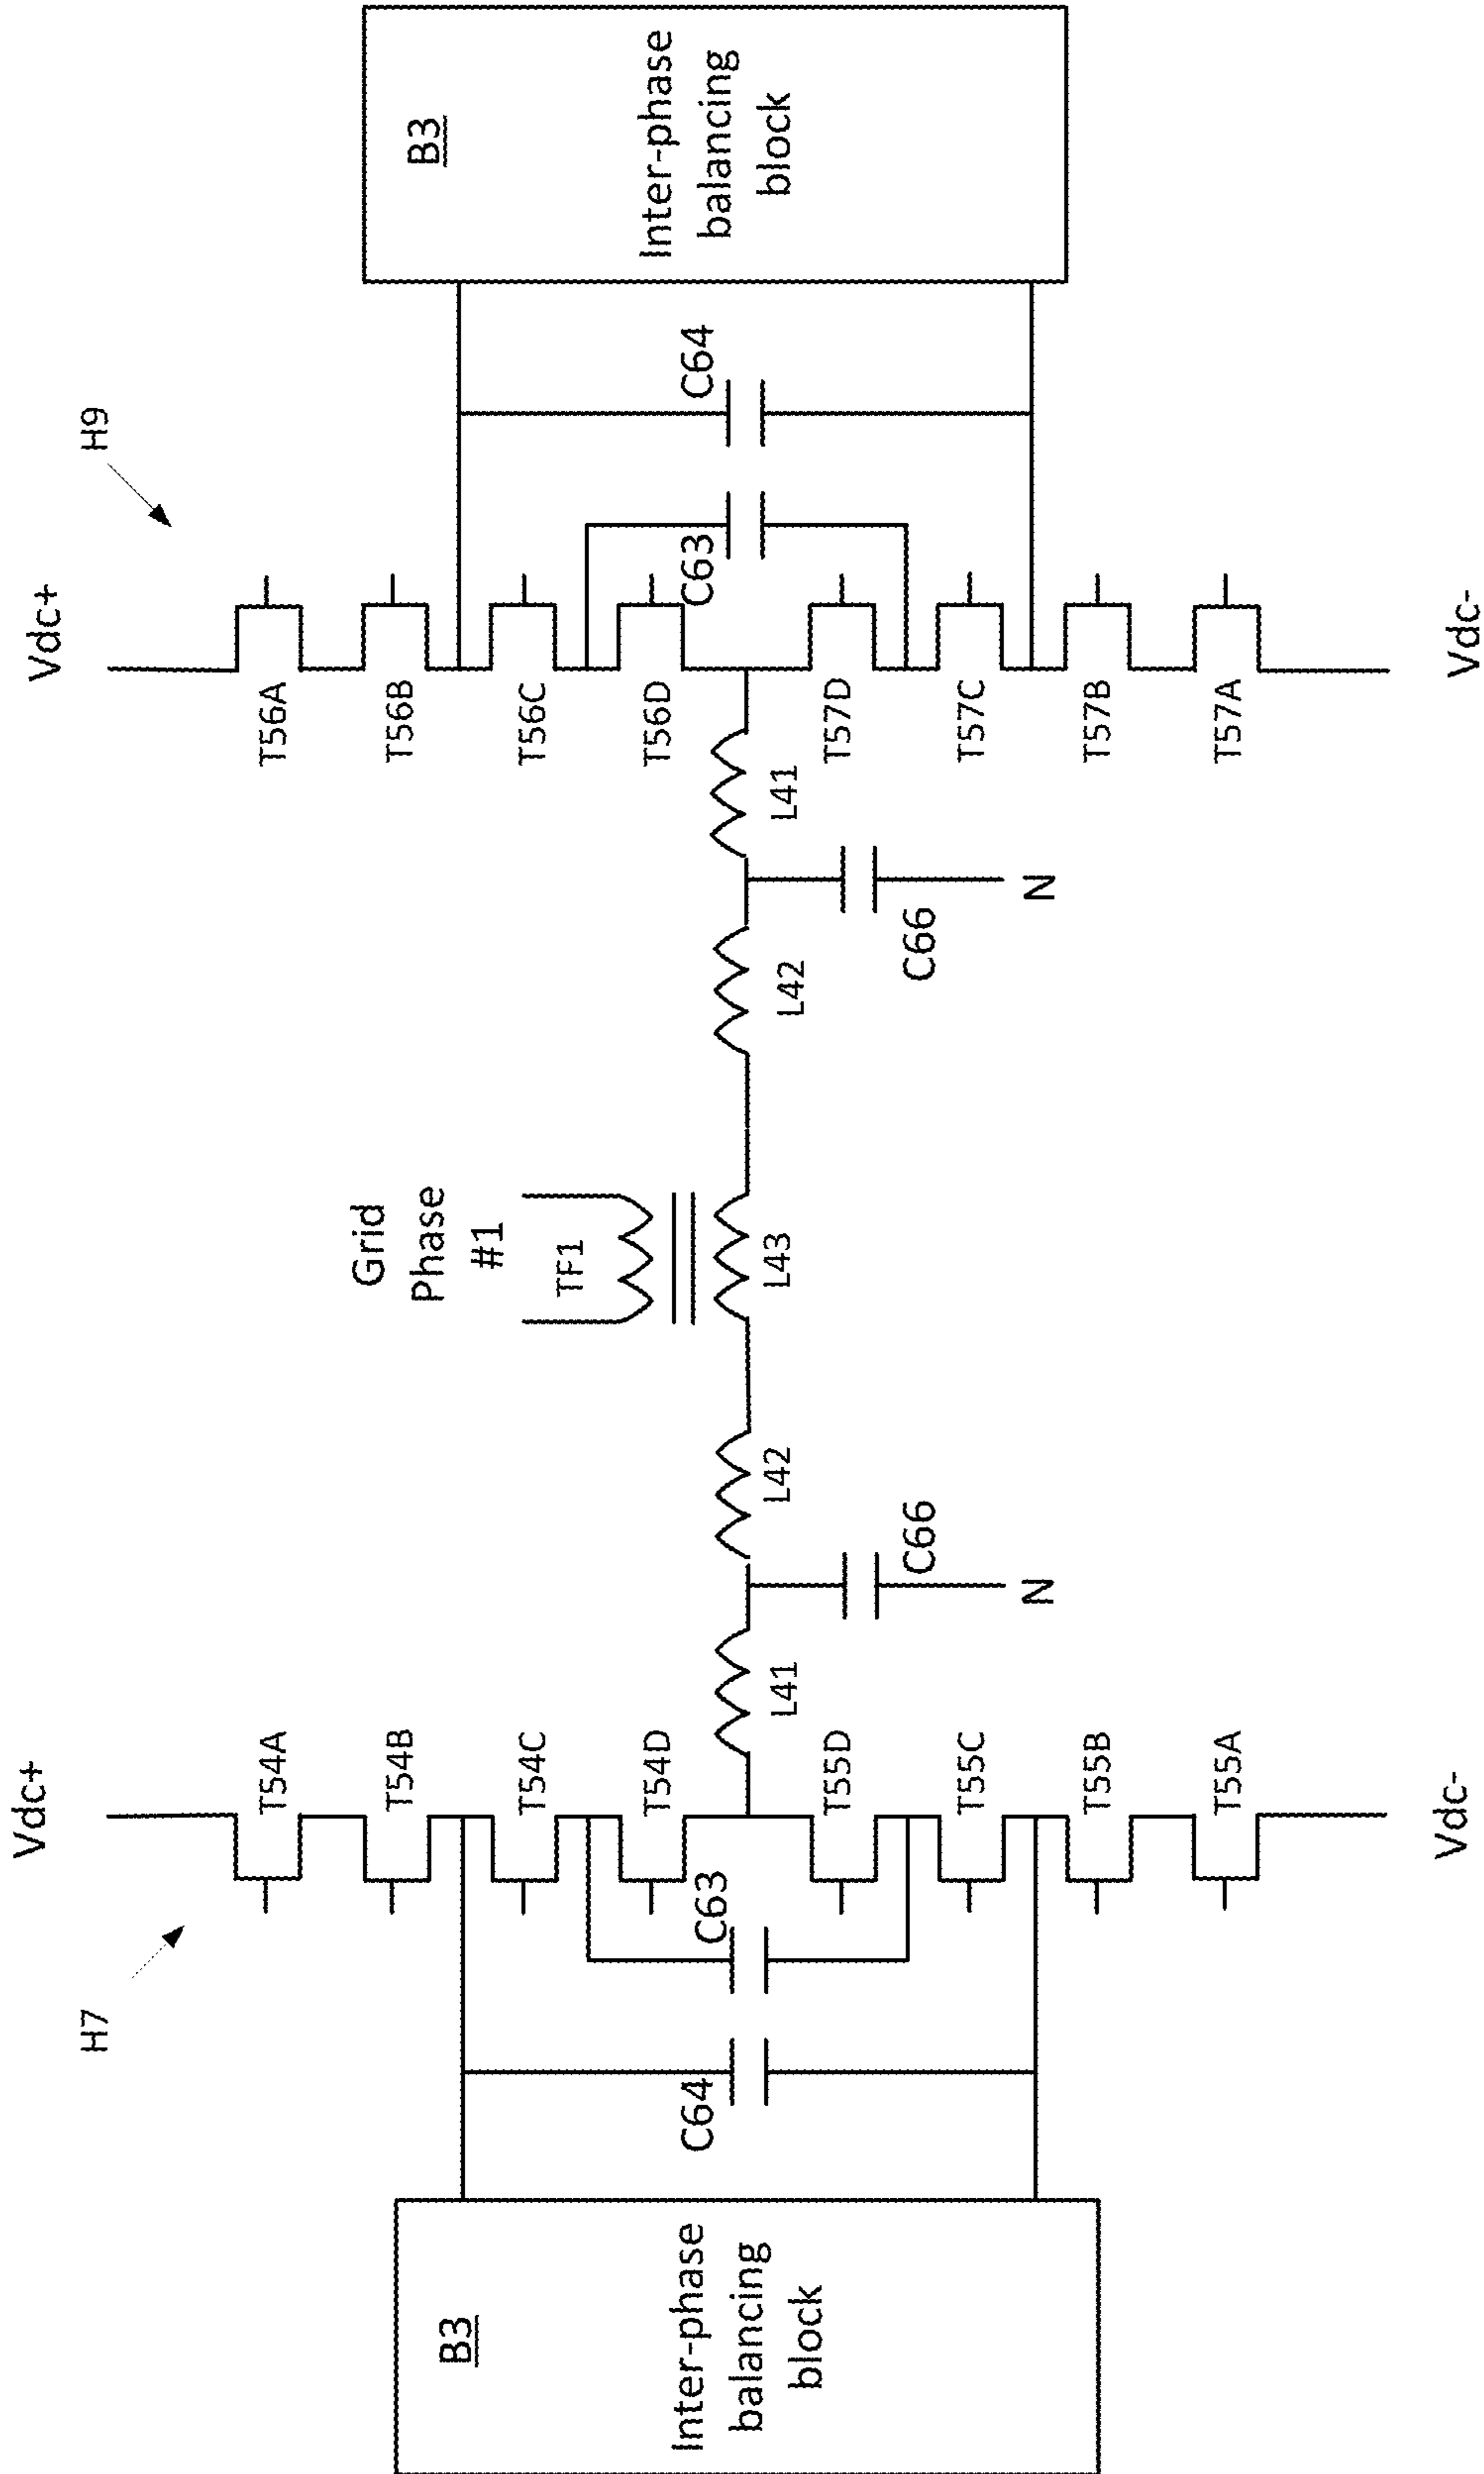 H7
Vdc+
Vdc+
H9
B3
Inter-phase
balancing
block
C64
C63
T54A
T54B
T54C
T54D
T55D
T55C
T55B
T55A
Vdc-
L41
C66
N
L42
Grid
Phase
#1
TF1
L43
L42
C66
N
L41
T56A
T56B
T56C
T56D
T57D
T57C
T57B
T57A
Vdc-
C63
C64
B3
Inter-phase
balancing
block